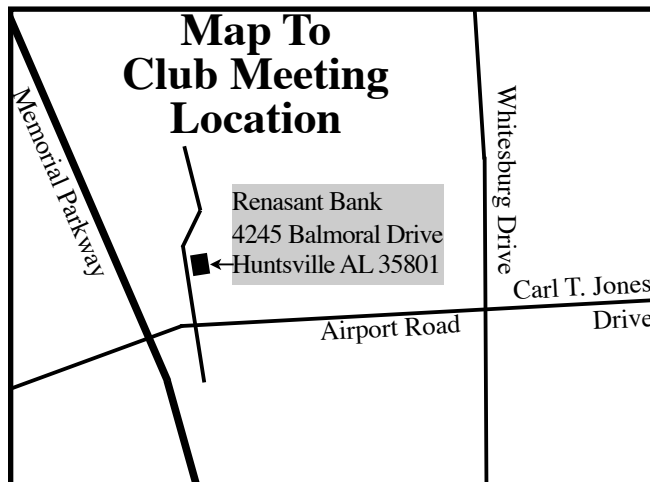 Map To
Club Meeting
Location
Memorial Parkway
Whitesburg Drive
Renasant Bank
4245 Balmoral Drive
Huntsville AL 35801
Carl T. Jones
Drive
Airport Road